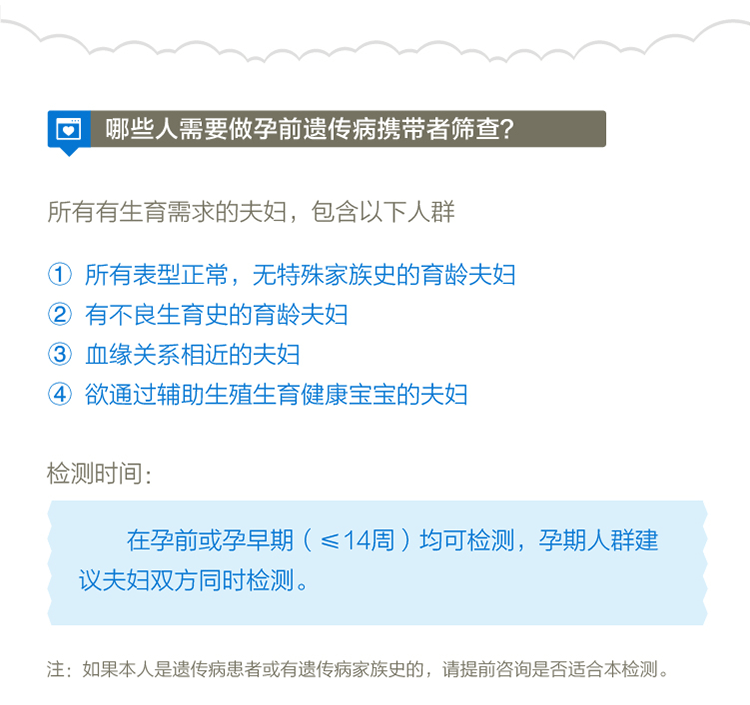 哪些人需要做孕前遗传病携带者筛查？
所有有生育需求的夫妇，包含以下人群
① 所有表型正常，无特殊家族史的育龄夫妇
② 有不良生育史的育龄夫妇
③ 血缘关系相近的夫妇
④ 欲通过辅助生殖生育健康宝宝的夫妇
检测时间：
在孕前或孕早期（≤14周）均可检测，孕期人群建
议夫妇双方同时检测。
注：如果本人是遗传病患者或有遗传病家族史的，请提前咨询是否适合本检测。